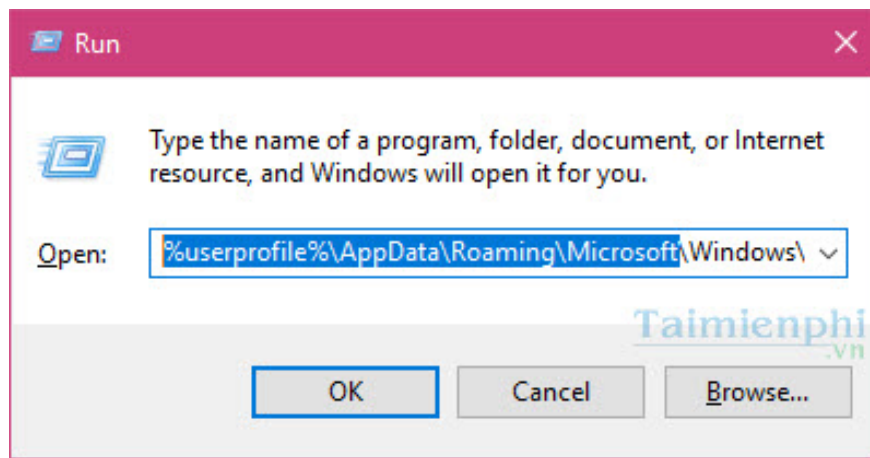 Run
Type the name of a program, folder, document, or Internet
resource, and Windows will open it for you.
Open:
%userprofile%\AppData\Roaming\Microsoft\Windows\
Taimienphi
.vn
OK
Cancel
Browse...